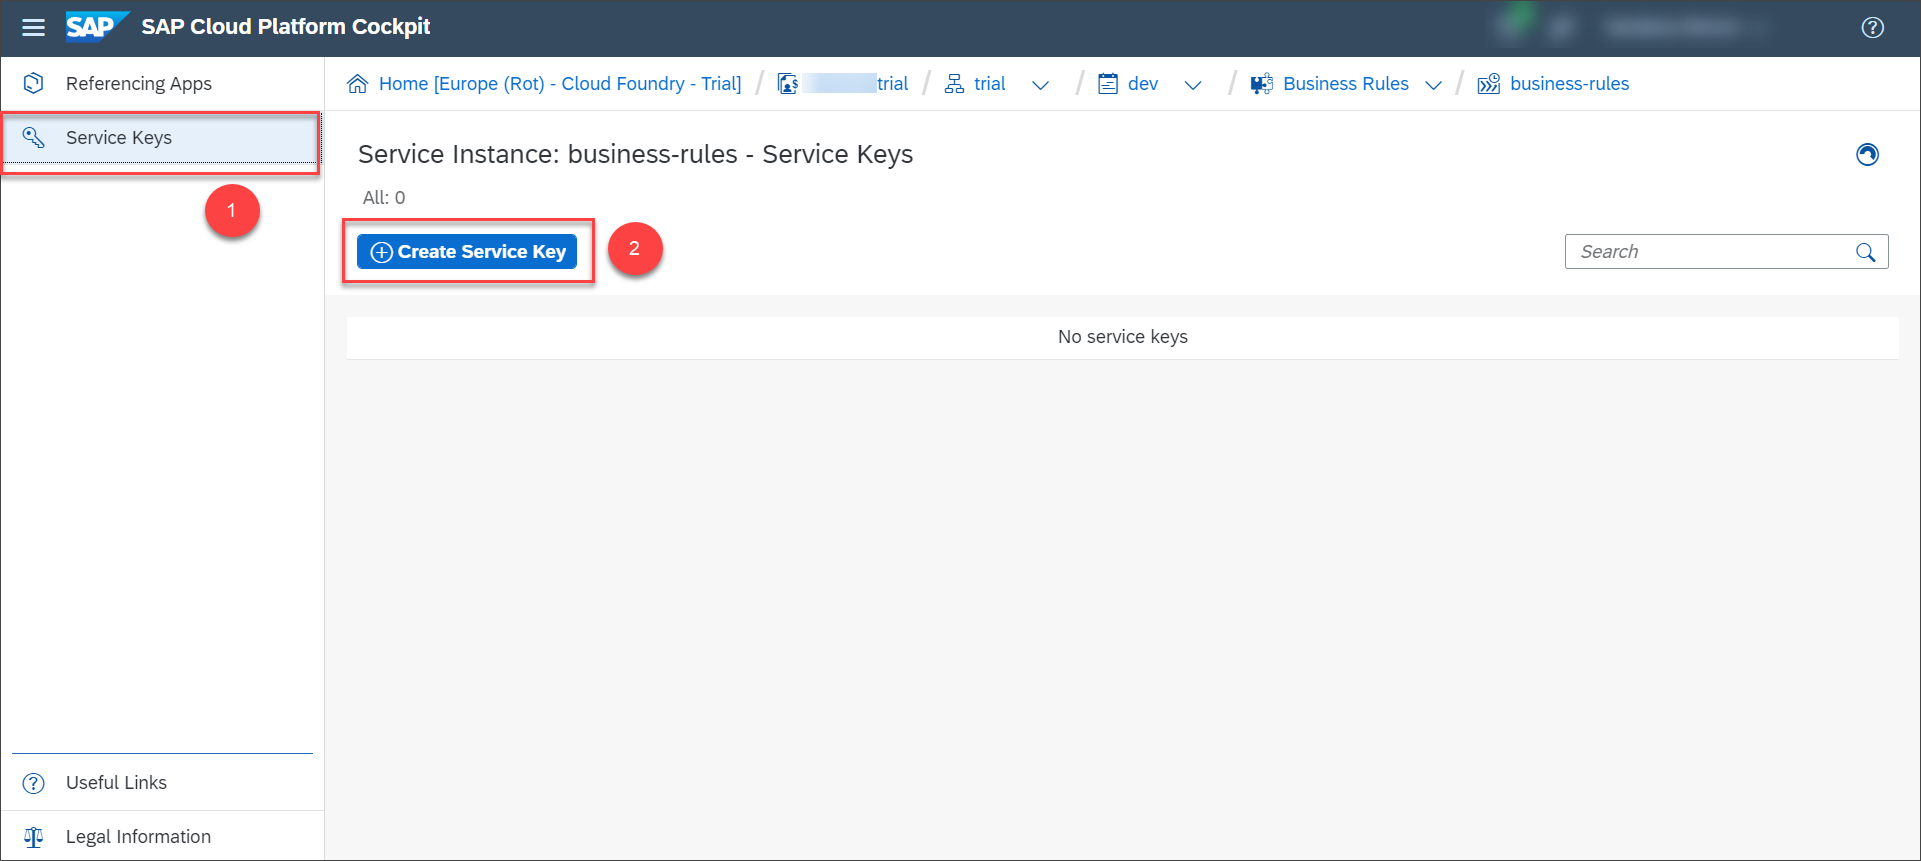 SAP SAP Cloud Platform Cockpit
Referencing Apps
Service Keys
1
Home [Europe (Rot) - Cloud Foundry - Trial] / trial / trial / dev / Business Rules / business-rules
Service Instance: business-rules - Service Keys
All: 0
Create Service Key
2
Search
No service keys
Useful Links
Legal Information